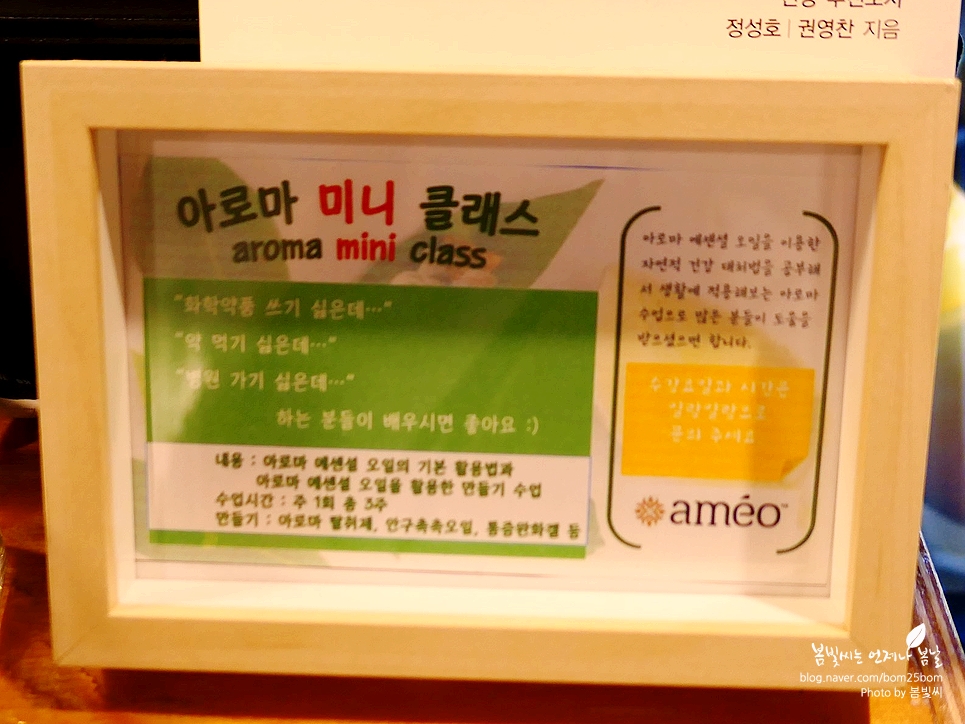 정성호 | 권영찬 지음
아로마 미니 클래스
aroma mini class
"화학약품 쓰기 싫은데…"
"약 먹기 싫은데…"
"병원 가기 싫은데…"
하는 분들이 배우시면 좋아요 :)
내용 : 아로마 에센셜 오일의 기본 활용법과
아로마 에센셜 오일을 활용한 만들기 수업
수업시간 : 주 1회 총 3주
만들기 : 아로마 탈취제, 안구촉촉오일, 통증완화겔 등
아로마 에센셜 오일을 이용한
자연적 건강 대처법을 공부해
서 생활에 적용해보는 아로마
수업으로 많은 분들이 도움을
받으셨으면 합니다.
수강요일과 시간은
살람살람으로
문의 주세요
améo™
봄빛씨는 언제나 봄날
blog.naver.com/bom25bom
Photo by 봄빛씨